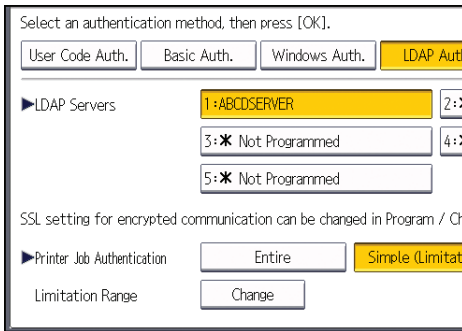 Select an authentication method, then press [OK].
User Code Auth. Basic Auth. Windows Auth. LDAP Aut
▶LDAP Servers 1:ABCDSERVER 2:
3:✱ Not Programmed 4:
5:✱ Not Programmed
SSL setting for encrypted communication can be changed in Program / Ch
▶Printer Job Authentication Entire Simple (Limitat
Limitation Range Change